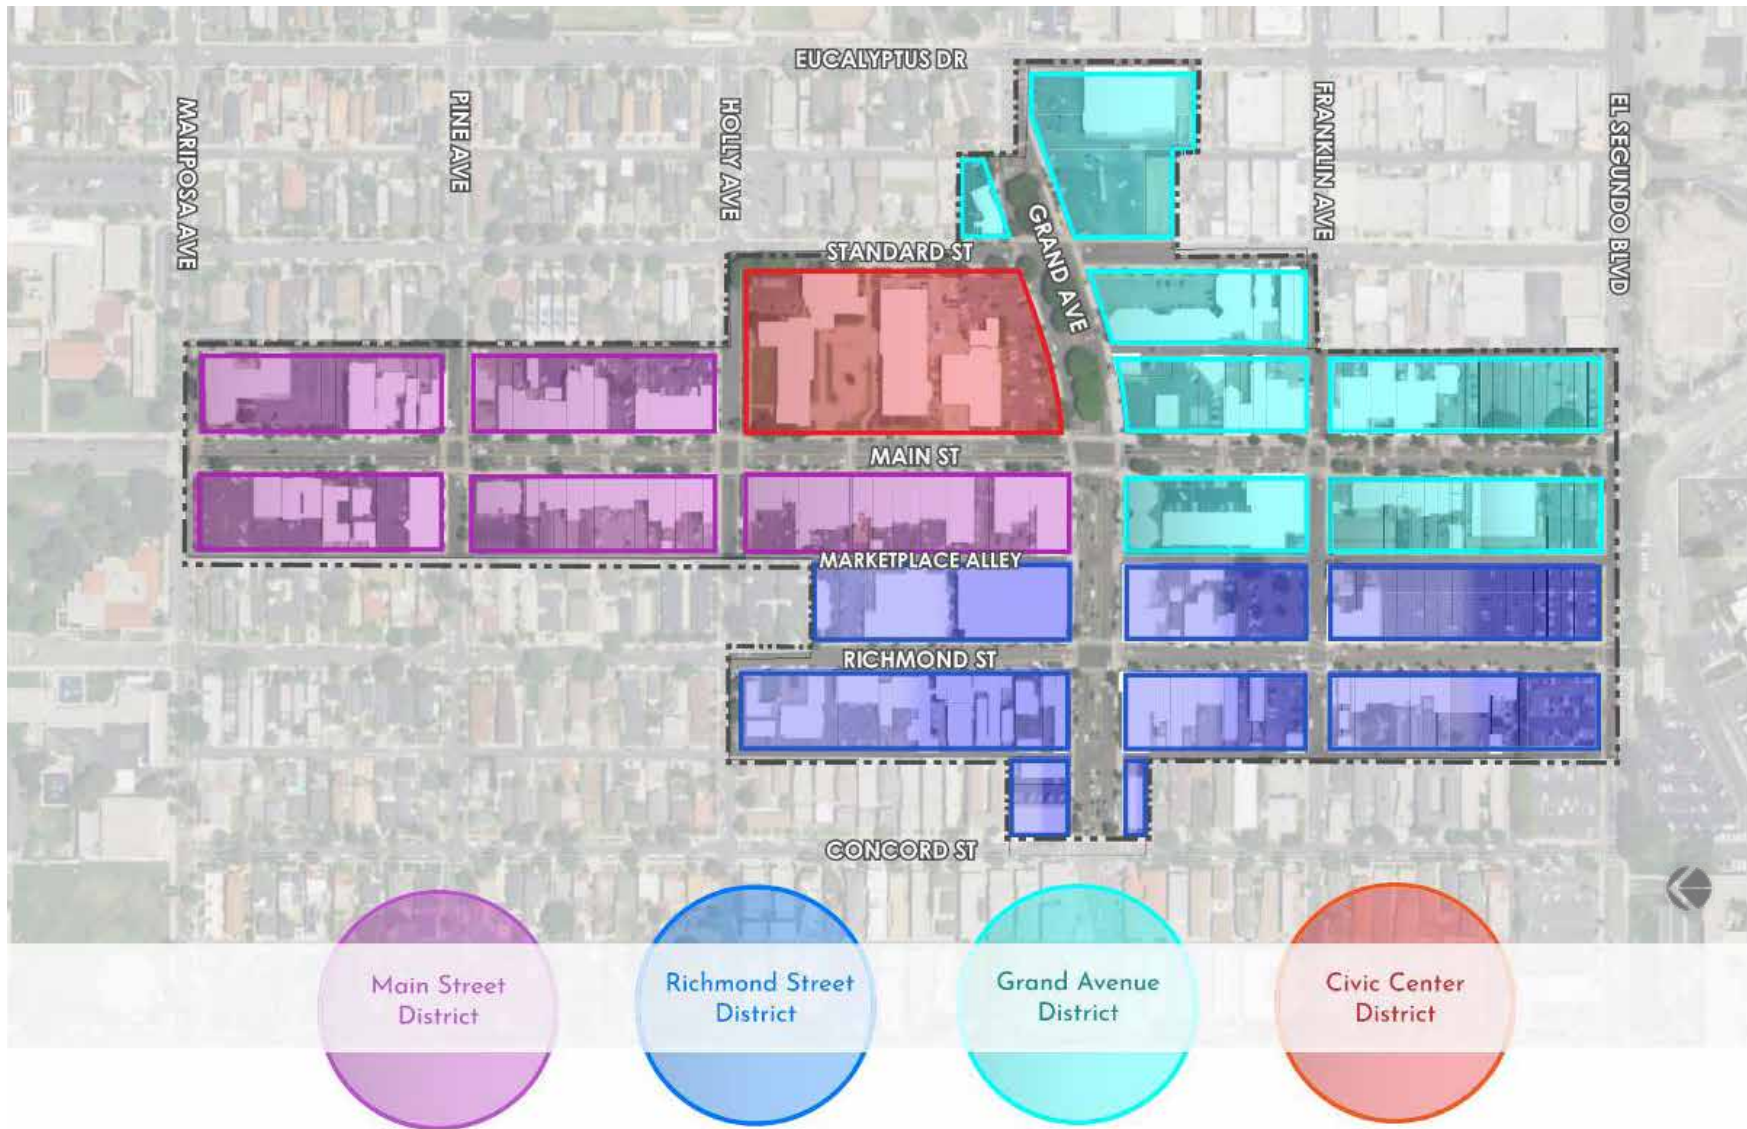 EUCALYPTUS DR
MARIPOSA AVE
PINE AVE
HOLLY AVE
FRANKLIN AVE
EL SEGUNDO BLVD
GRAND AVE
STANDARD ST
MAIN ST
MARKETPLACE ALLEY
RICHMOND ST
CONCORD ST
Main Street
District
Richmond Street
District
Grand Avenue
District
Civic Center
District